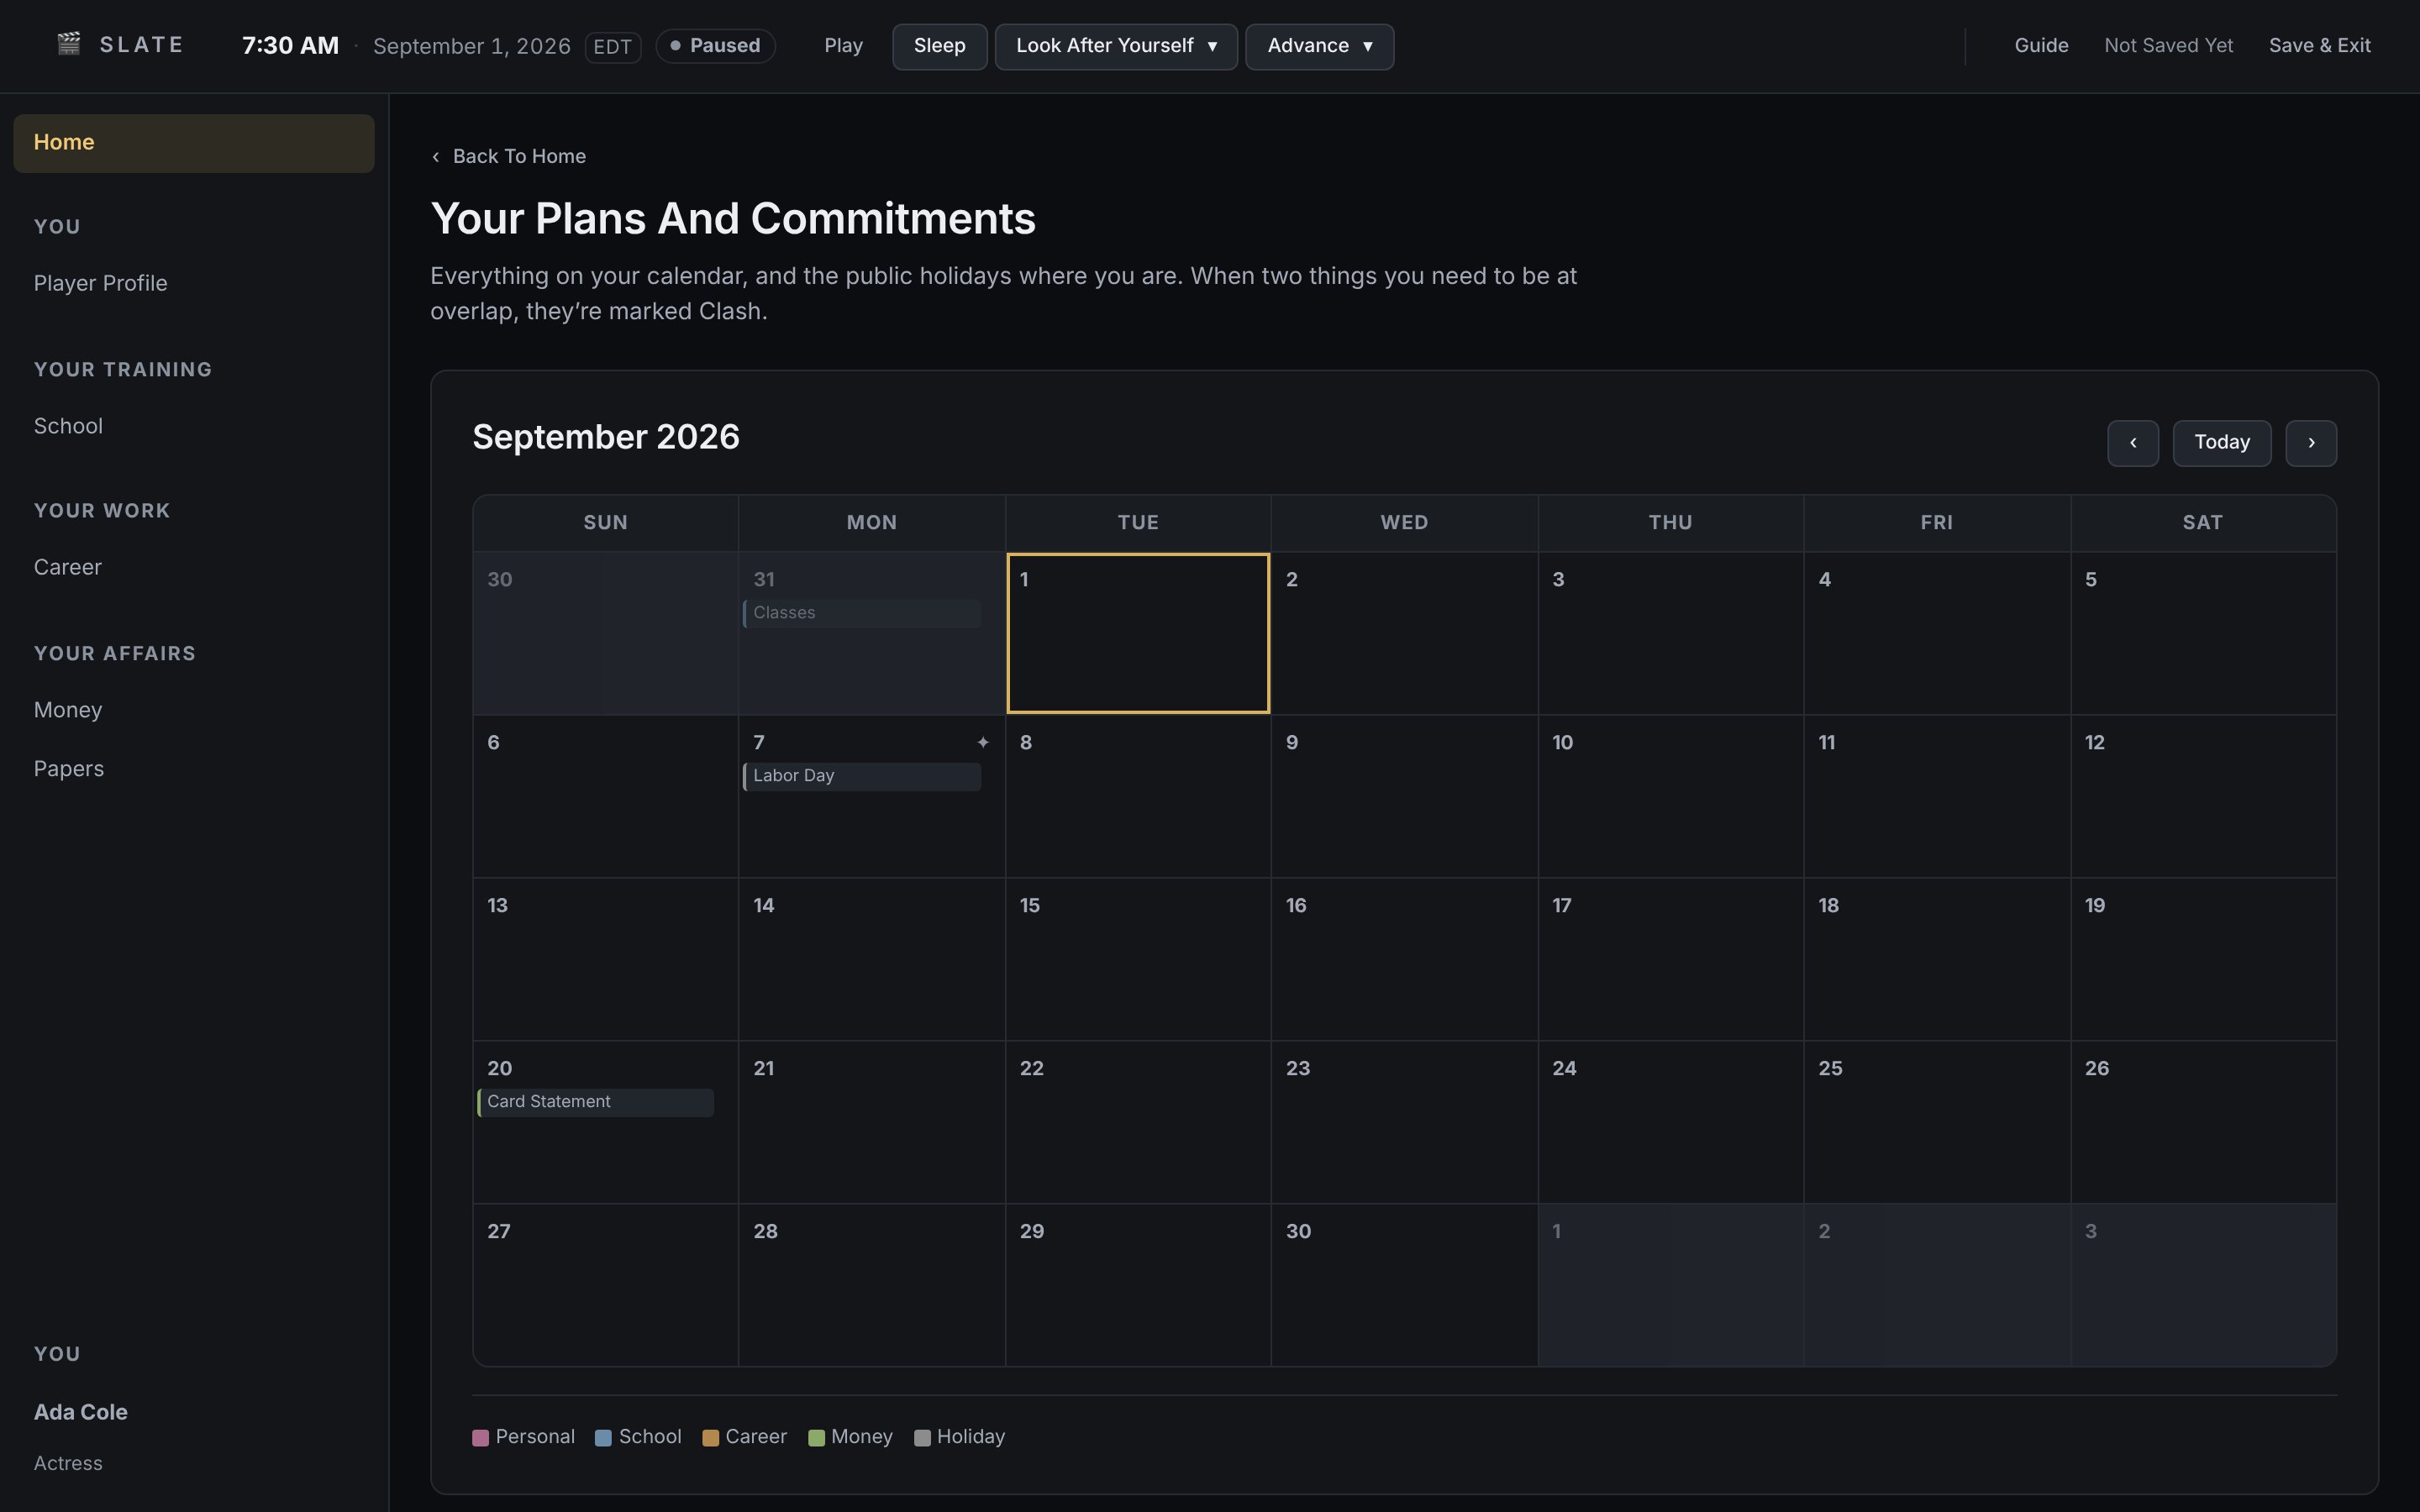 SLATE
7:30 AM · September 1, 2026 EDT Paused
Play
Sleep
Look After Yourself ▾
Advance ▾
Guide
Not Saved Yet
Save & Exit
Home
YOU
Player Profile
YOUR TRAINING
School
YOUR WORK
Career
YOUR AFFAIRS
Money
Papers
YOU
Ada Cole
Actress
‹ Back To Home
Your Plans And Commitments
Everything on your calendar, and the public holidays where you are. When two things you need to be at
overlap, they’re marked Clash.
September 2026
‹ Today ›
SUN MON TUE WED THU FRI SAT
30 31 1 2 3 4 5
Classes
6 7 ✦ 8 9 10 11 12
Labor Day
13 14 15 16 17 18 19
20 21 22 23 24 25 26
Card Statement
27 28 29 30 1 2 3
Personal School Career Money Holiday